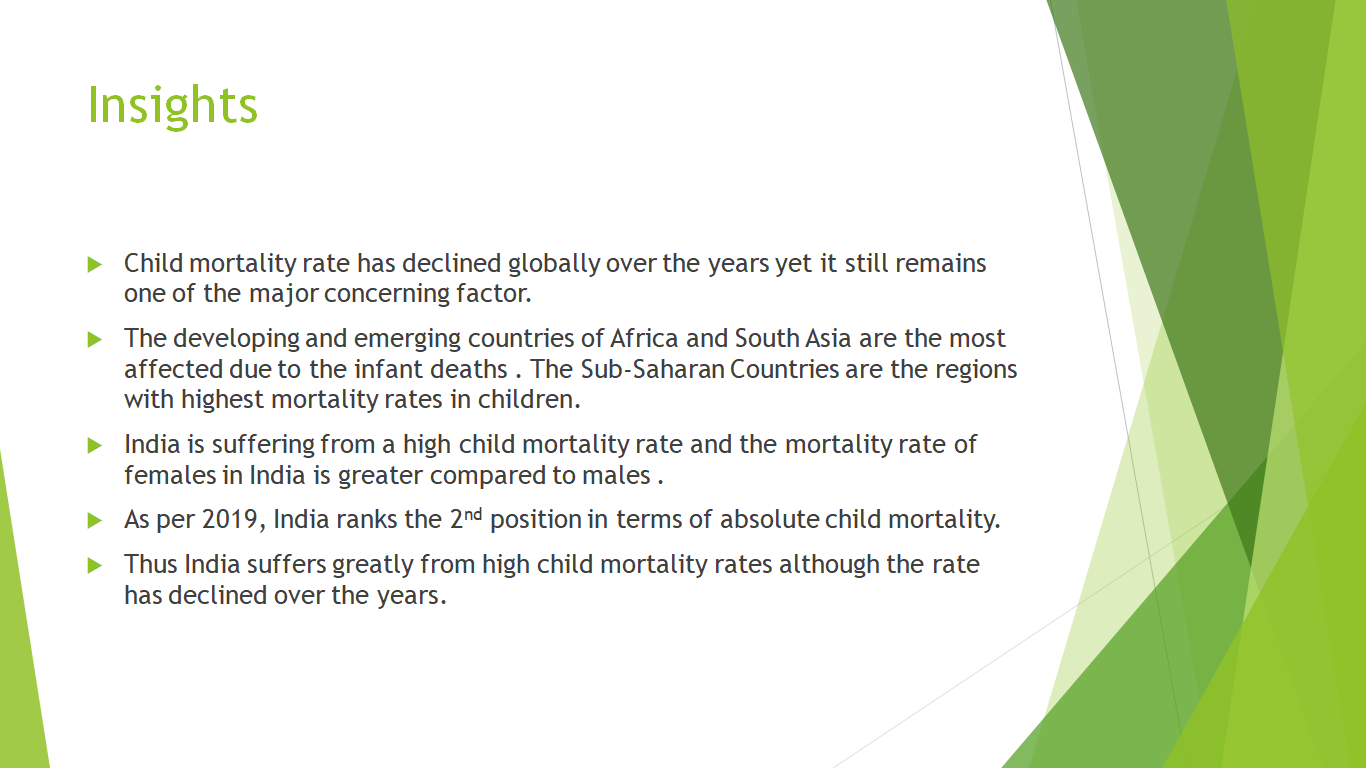 Insights
Child mortality rate has declined globally over the years yet it still remains
one of the major concerning factor.
The developing and emerging countries of Africa and South Asia are the most
affected due to the infant deaths . The Sub-Saharan Countries are the regions
with highest mortality rates in children.
India is suffering from a high child mortality rate and the mortality rate of
females in India is greater compared to males .
As per 2019, India ranks the 2nd position in terms of absolute child mortality.
Thus India suffers greatly from high child mortality rates although the rate
has declined over the years.